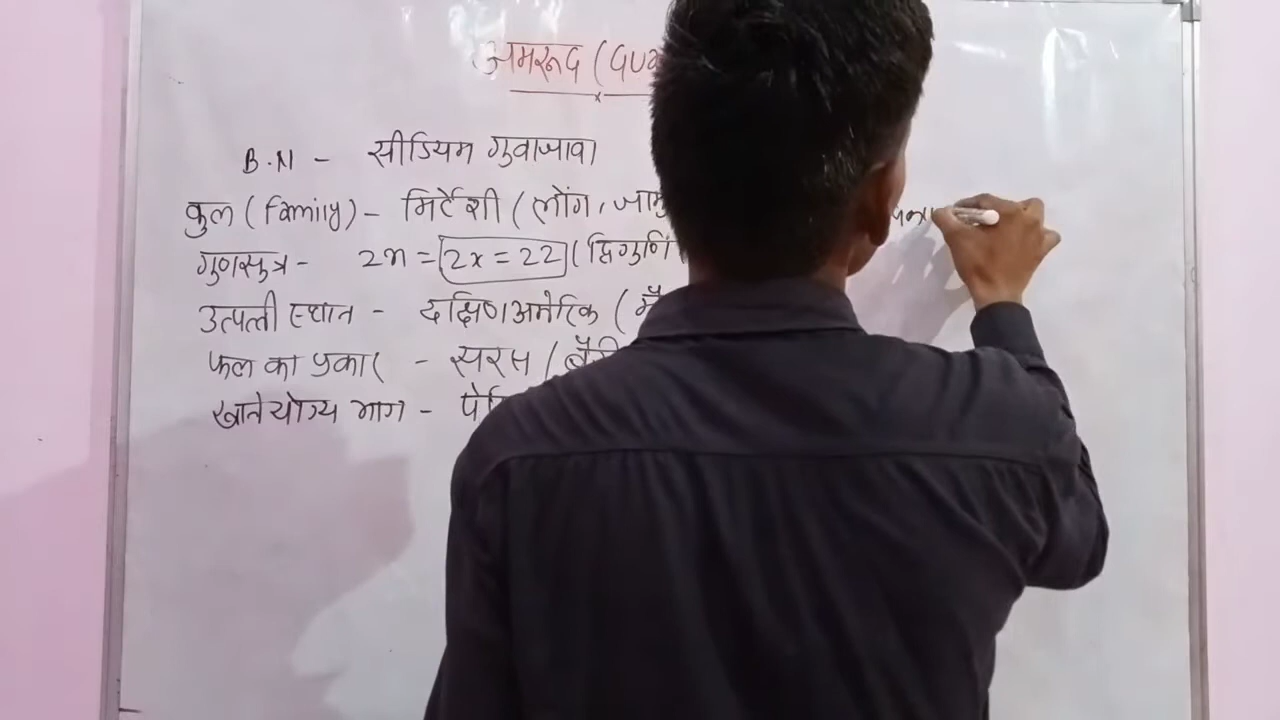 अमरूद (Gua
B.N - सीडियम गुवाजावा
कुल (family) - मिर्टेशी (लोंग, जामु
गुणसुत्र - 2n = 2x = 22 (द्विगुणि
उत्पत्ती स्थान - दक्षिण अमेरिक (मै
फल का प्रकार - सरस (बैरी
खानेयोग्य भाग - पेरि